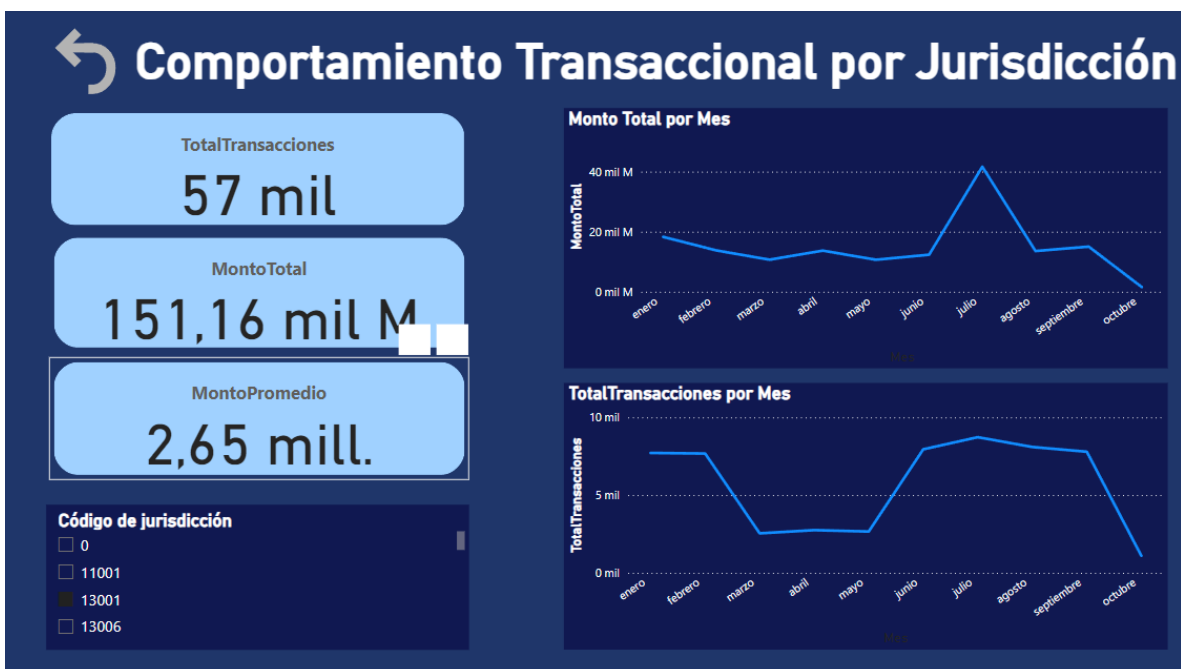 Comportamiento Transaccional por Jurisdicción
TotalTransacciones
57 mil
MontoTotal
151,16 mil M
MontoPromedio
2,65 mill.
Código de jurisdicción
0
11001
13001
13006
Monto Total por Mes
MontoTotal
40 mil M
20 mil M
0 mil M
enero
febrero
marzo
abril
mayo
junio
julio
agosto
septiembre
octubre
Mes
TotalTransacciones por Mes
TotalTransacciones
10 mil
5 mil
0 mil
enero
febrero
marzo
abril
mayo
junio
julio
agosto
septiembre
octubre
Mes